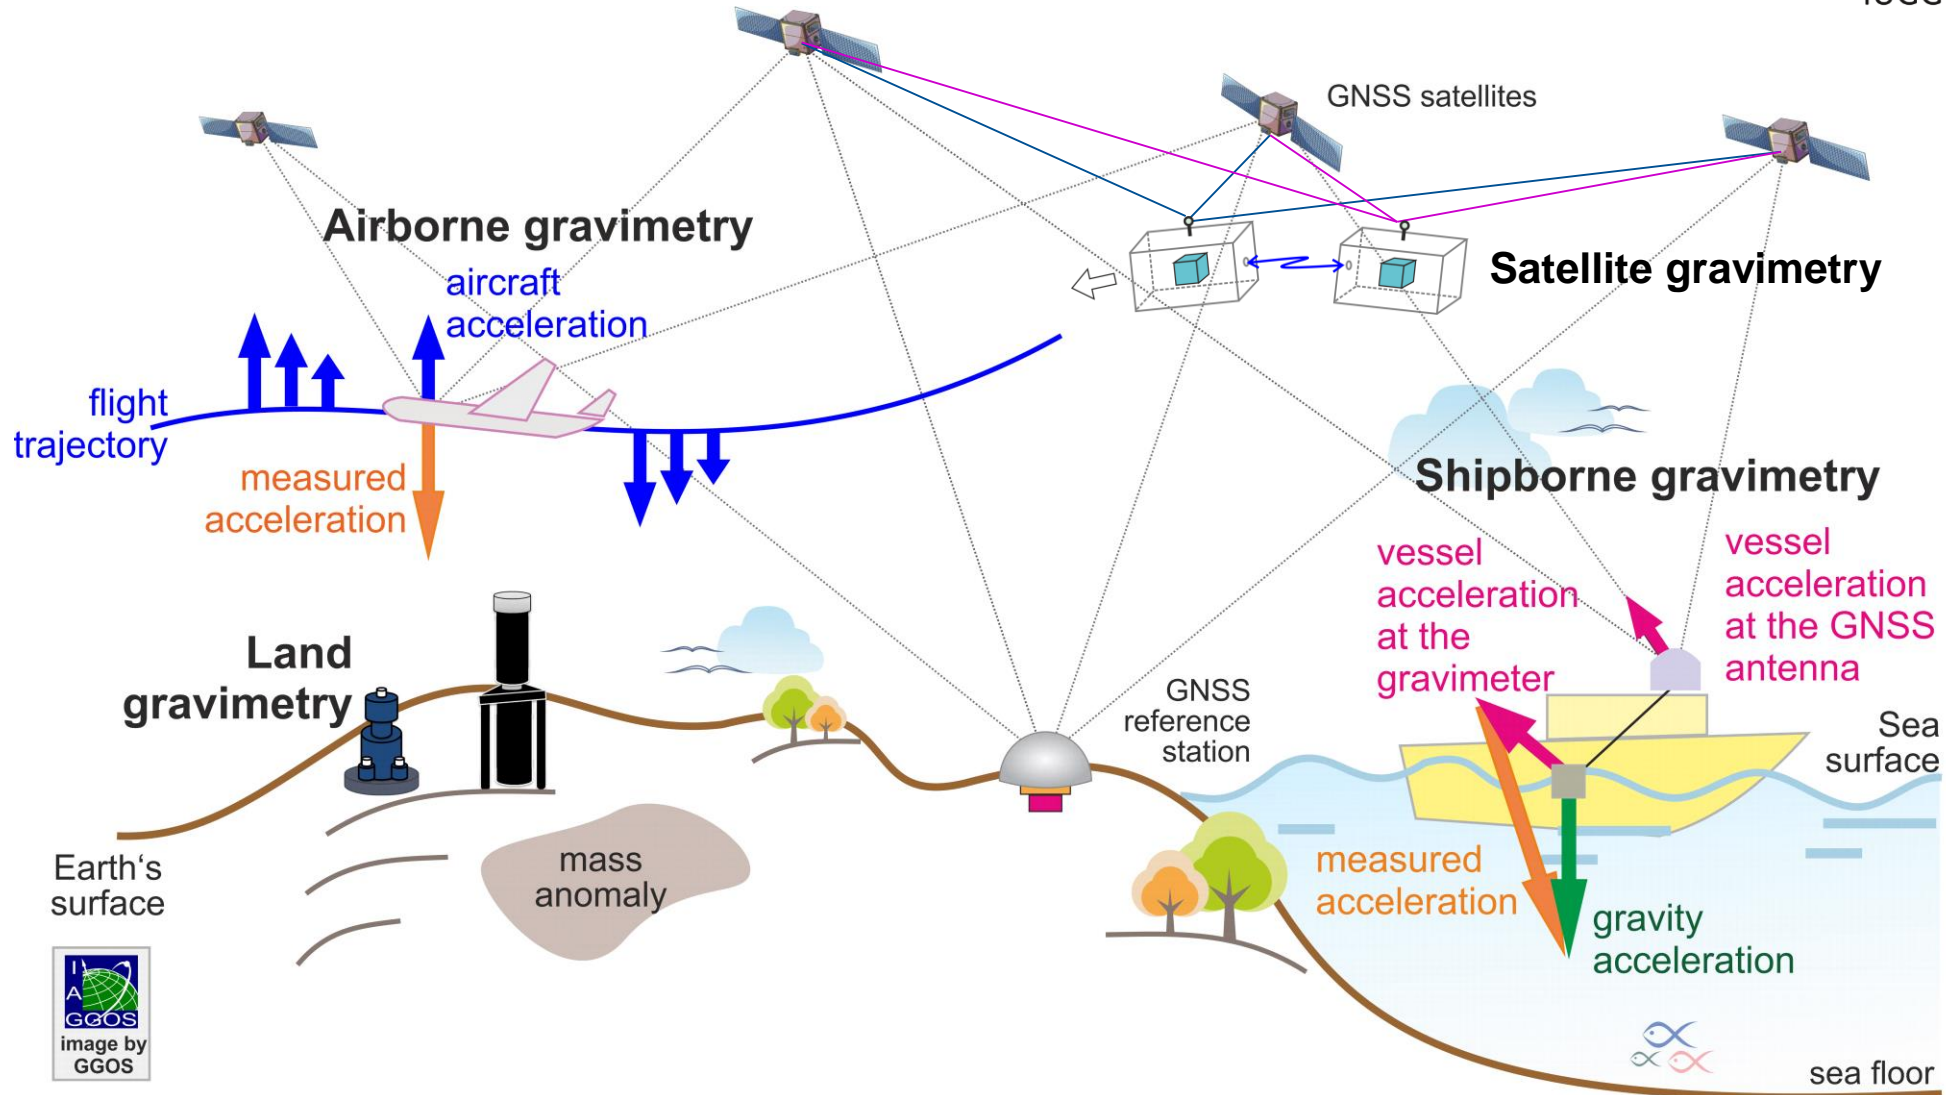 GNSS satellites
Airborne gravimetry
aircraft
acceleration
Satellite gravimetry
flight
trajectory
measured
acceleration
Shipborne gravimetry
vessel
acceleration
at the
gravimeter
vessel
acceleration
at the GNSS
antenna
Land
gravimetry
GNSS
reference
station
Sea
surface
mass
anomaly
Earth‘s
surface
measured
acceleration
gravity
acceleration
I
A
GGOS
image by
GGOS
sea floor